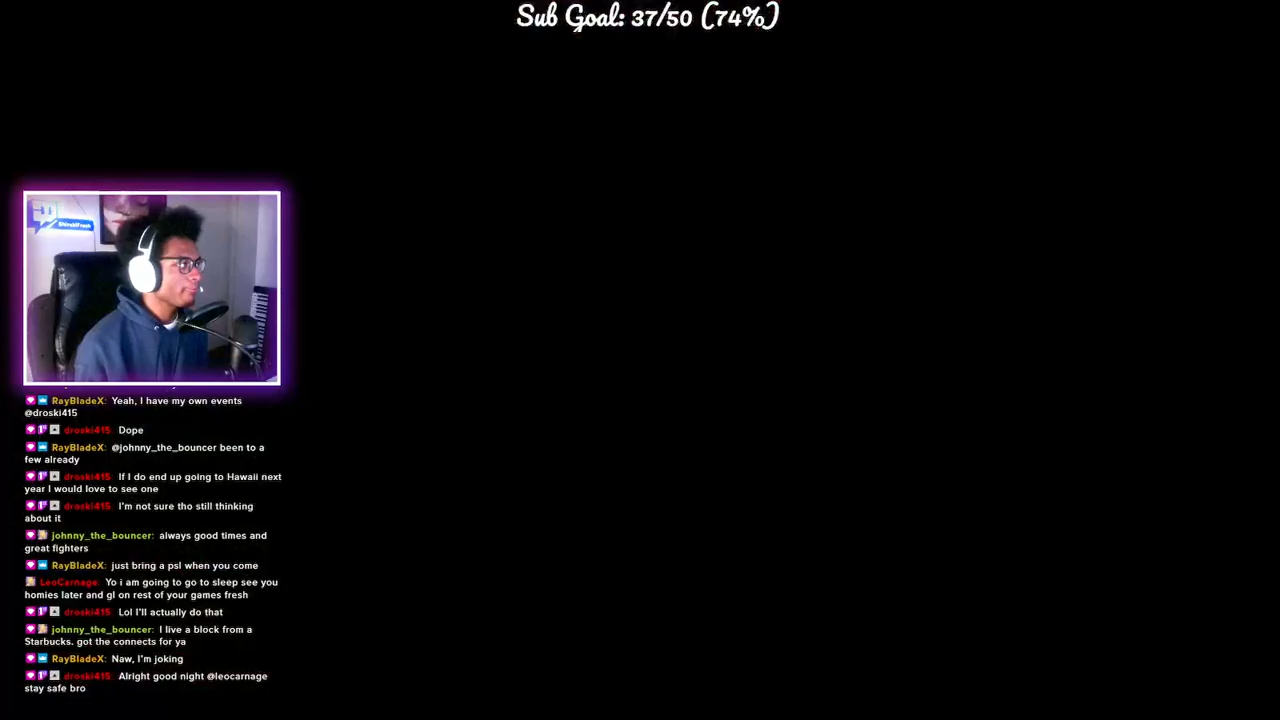 Sub Goal: 37/50 (74%)
ShinobiFresh
RayBladeX: Yeah, I have my own events
@droski415
droski415: Dope
RayBladeX: @johnny_the_bouncer been to a
few already
droski415: If I do end up going to Hawaii next
year I would love to see one
droski415: I'm not sure tho still thinking
about it
johnny_the_bouncer: always good times and
great fighters
RayBladeX: just bring a psl when you come
LeoCarnage: Yo i am going to go to sleep see you
homies later and gl on rest of your games fresh
droski415: Lol I'll actually do that
johnny_the_bouncer: I live a block from a
Starbucks. got the connects for ya
RayBladeX: Naw, I'm joking
droski415: Alright good night @leocarnage
stay safe bro